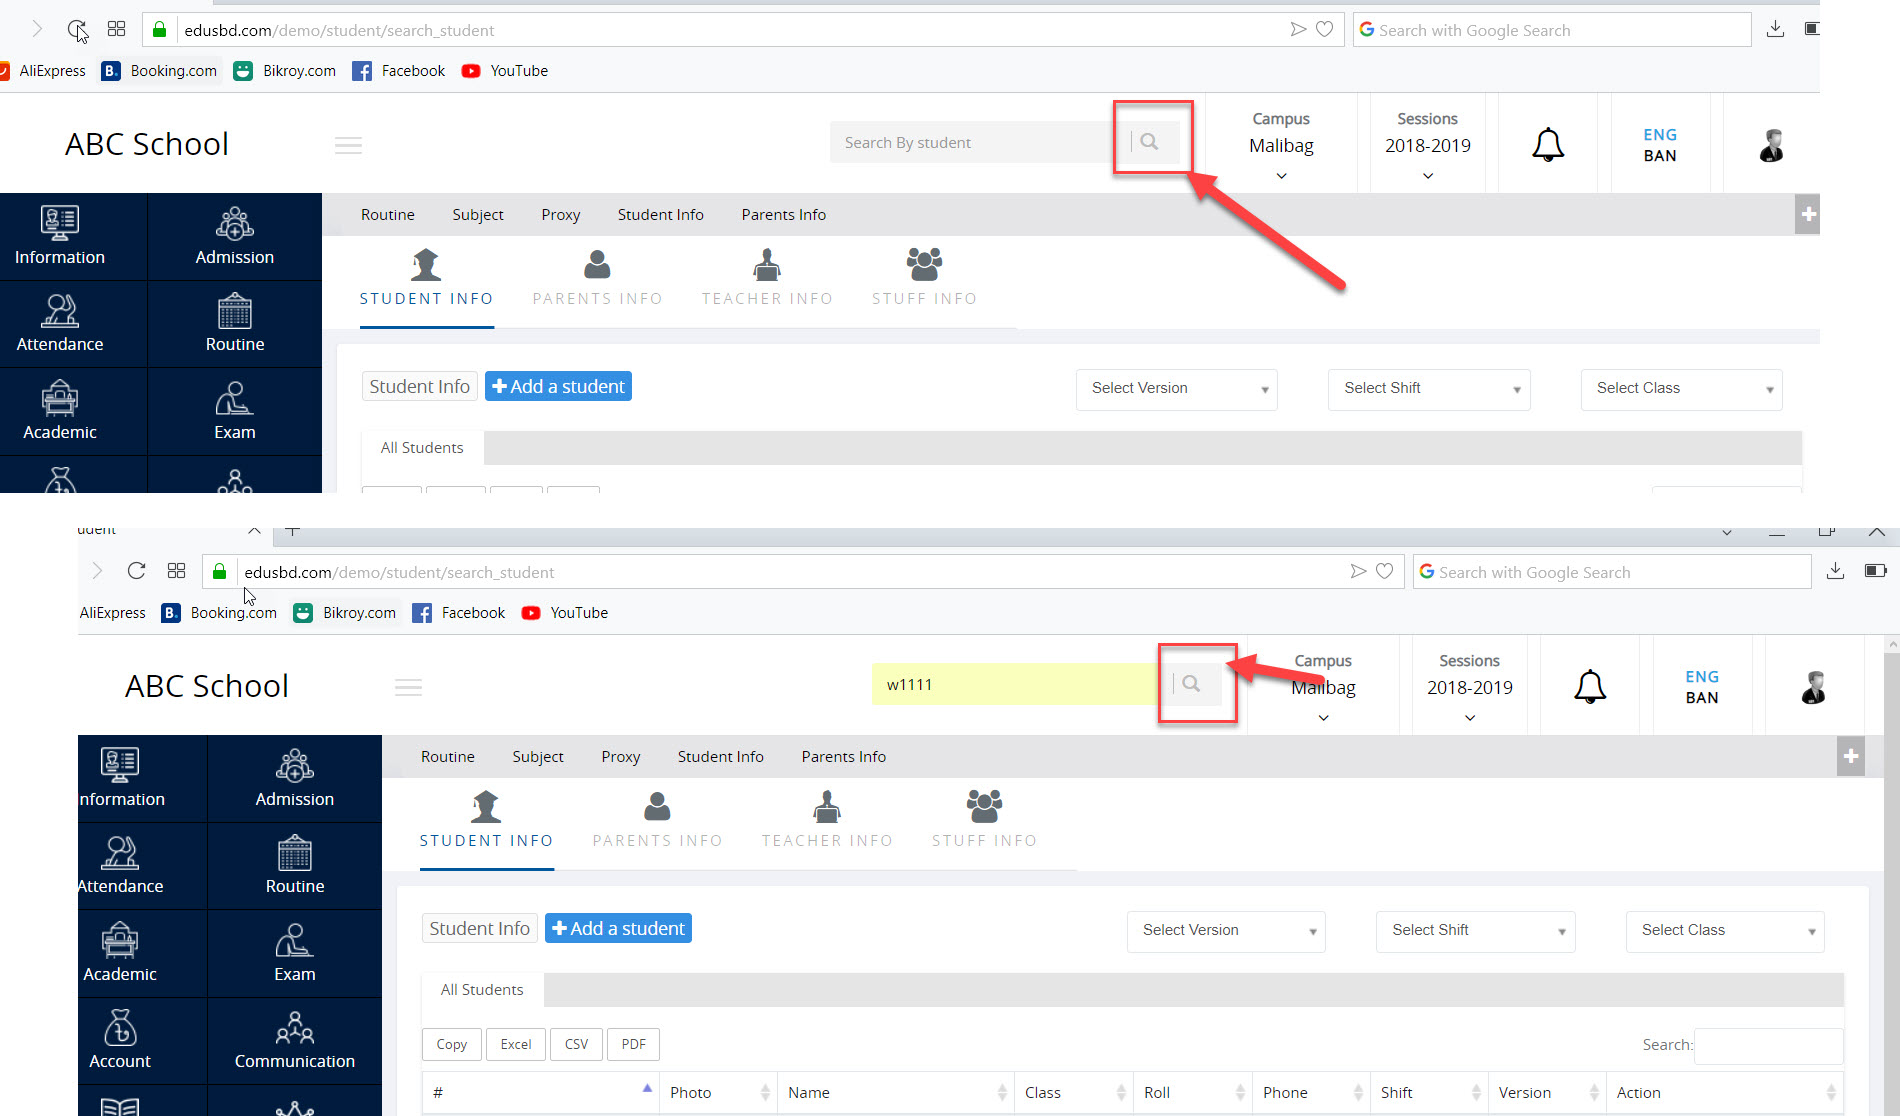 edusbd.com/demo/student/search_student
Search with Google Search
AliExpress
Booking.com
Bikroy.com
Facebook
YouTube
ABC School
Search By student
Campus
Malibag
Sessions
2018-2019
ENG
BAN
Routine Subject Proxy Student Info Parents Info
Information
Admission
STUDENT INFO PARENTS INFO TEACHER INFO STUFF INFO
Attendance
Routine
Student Info
Add a student
Select Version
Select Shift
Select Class
Academic
Exam
All Students
udent
edusbd.com/demo/student/search_student
Search with Google Search
AliExpress
Booking.com
Bikroy.com
Facebook
YouTube
ABC School
w1111
Campus
Malibag
Sessions
2018-2019
ENG
BAN
Routine Subject Proxy Student Info Parents Info
nformation
Admission
STUDENT INFO PARENTS INFO TEACHER INFO STUFF INFO
Attendance
Routine
Student Info
Add a student
Select Version
Select Shift
Select Class
Academic
Exam
All Students
Account
Communication
Copy Excel CSV PDF
Search:
# Photo Name Class Roll Phone Shift Version Action